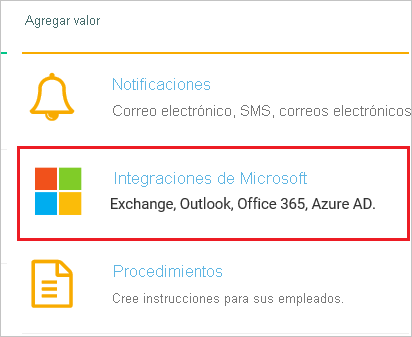 Agregar valor
Notificaciones
Correo electrónico, SMS, correos electrónicos
Integraciones de Microsoft
Exchange, Outlook, Office 365, Azure AD.
Procedimientos
Cree instrucciones para sus empleados.